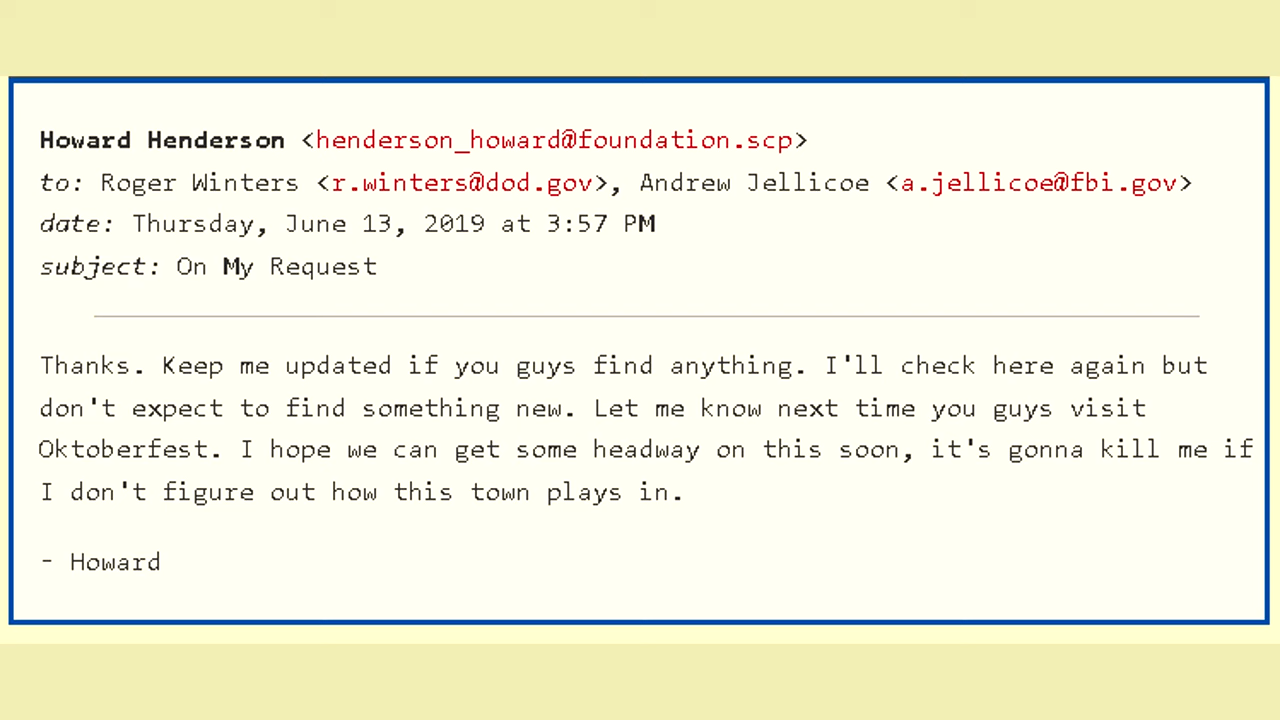 Howard Henderson <henderson_howard@foundation.scp>
to: Roger Winters <r.winters@dod.gov>, Andrew Jellicoe <a.jellicoe@fbi.gov>
date: Thursday, June 13, 2019 at 3:57 PM
subject: On My Request
Thanks. Keep me updated if you guys find anything. I'll check here again but
don't expect to find something new. Let me know next time you guys visit
Oktoberfest. I hope we can get some headway on this soon, it's gonna kill me if
I don't figure out how this town plays in.
- Howard